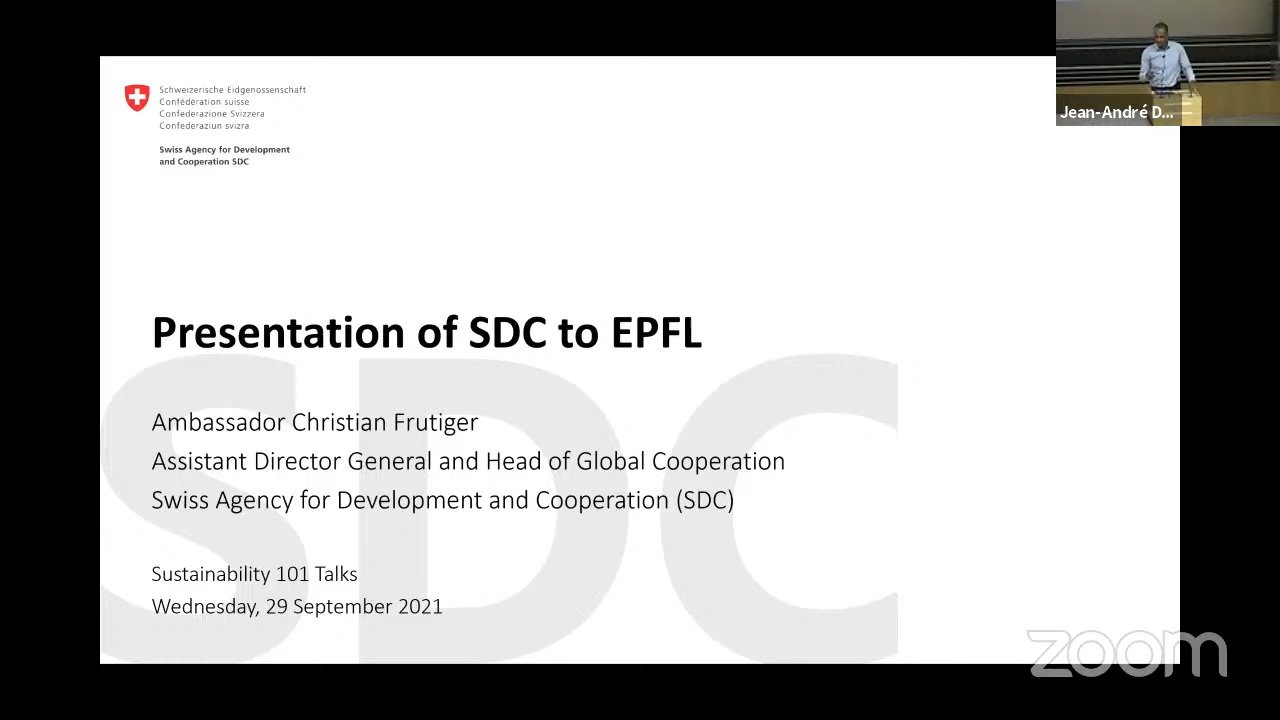 Schweizerische Eidgenossenschaft
Confédération suisse
Confederazione Svizzera
Confederaziun svizra
Swiss Agency for Development
and Cooperation SDC
Jean-André D...
Presentation of SDC to EPFL
SDC
Ambassador Christian Frutiger
Assistant Director General and Head of Global Cooperation
Swiss Agency for Development and Cooperation (SDC)
Sustainability 101 Talks
Wednesday, 29 September 2021
zoom